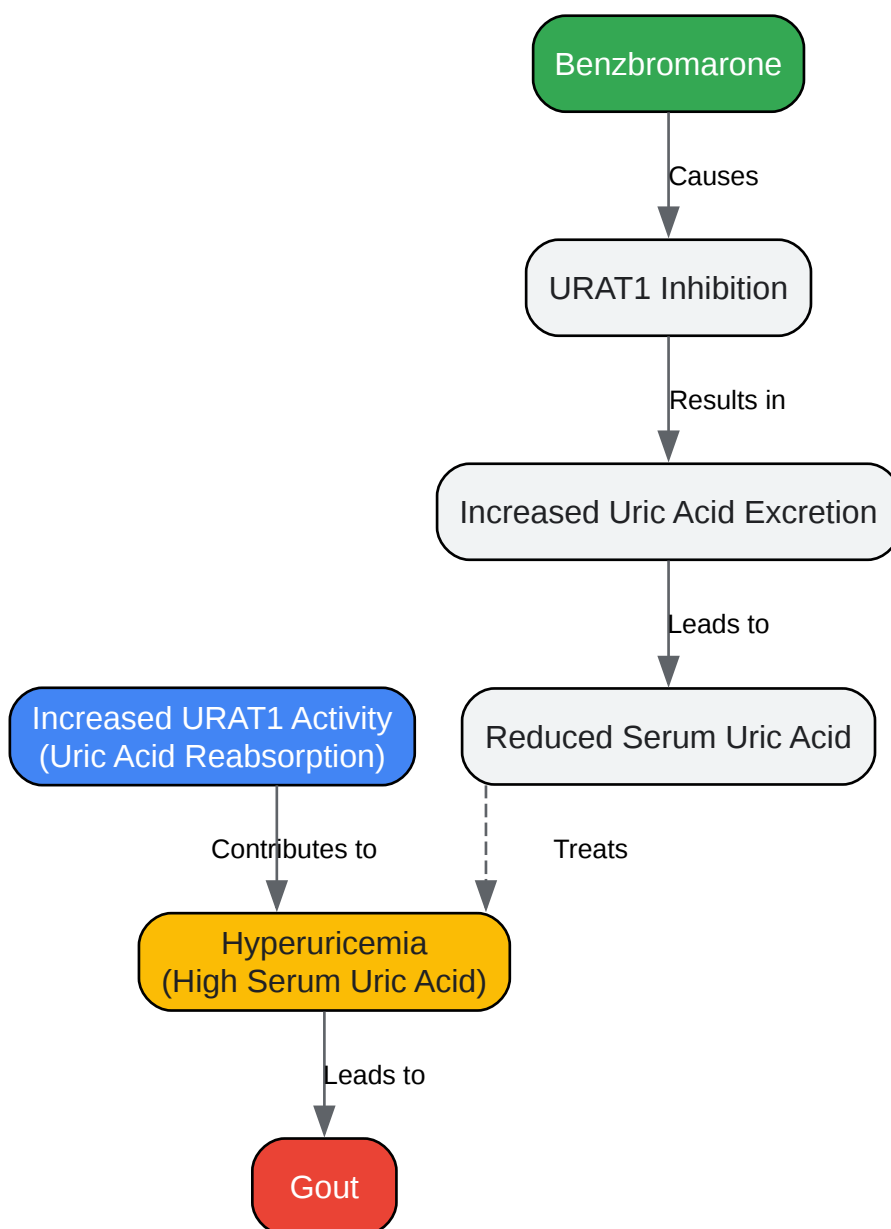 Benzbromarone
Causes
URAT1 Inhibition
Results in
Increased Uric Acid Excretion
Leads to
Increased URAT1 Activity
(Uric Acid Reabsorption)
Reduced Serum Uric Acid
Contributes to
Treats
Hyperuricemia
(High Serum Uric Acid)
Leads to
Gout